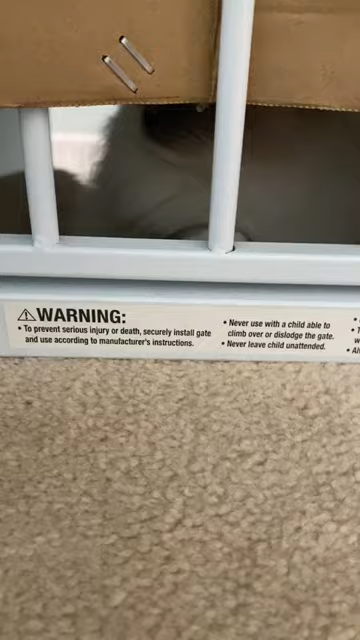 ⚠WARNING:
• To prevent serious injury or death, securely install gate
and use according to manufacturer's instructions.
• Never use with a child able to
climb over or dislodge the gate.
• Never leave child unattended.